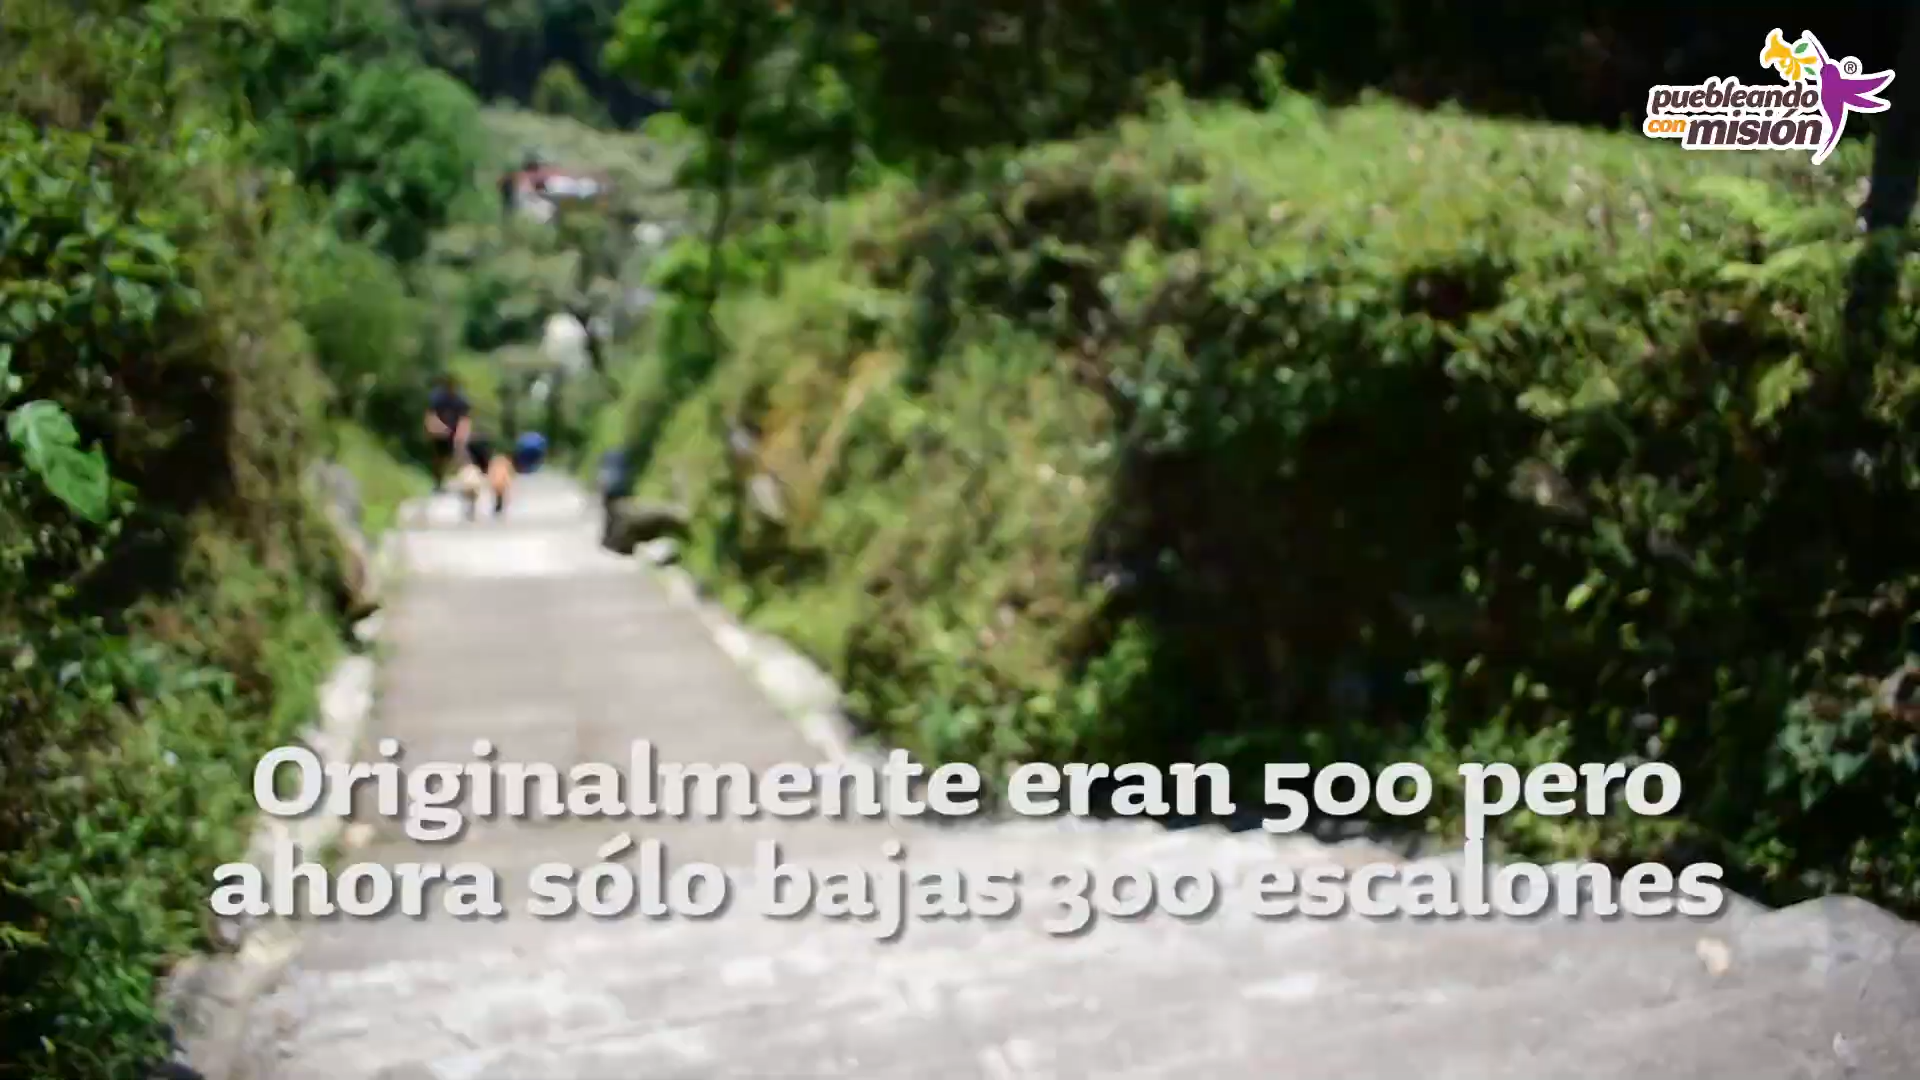 puebleando
con misión®
Originalmente eran 500 pero
ahora sólo bajas 300 escalones